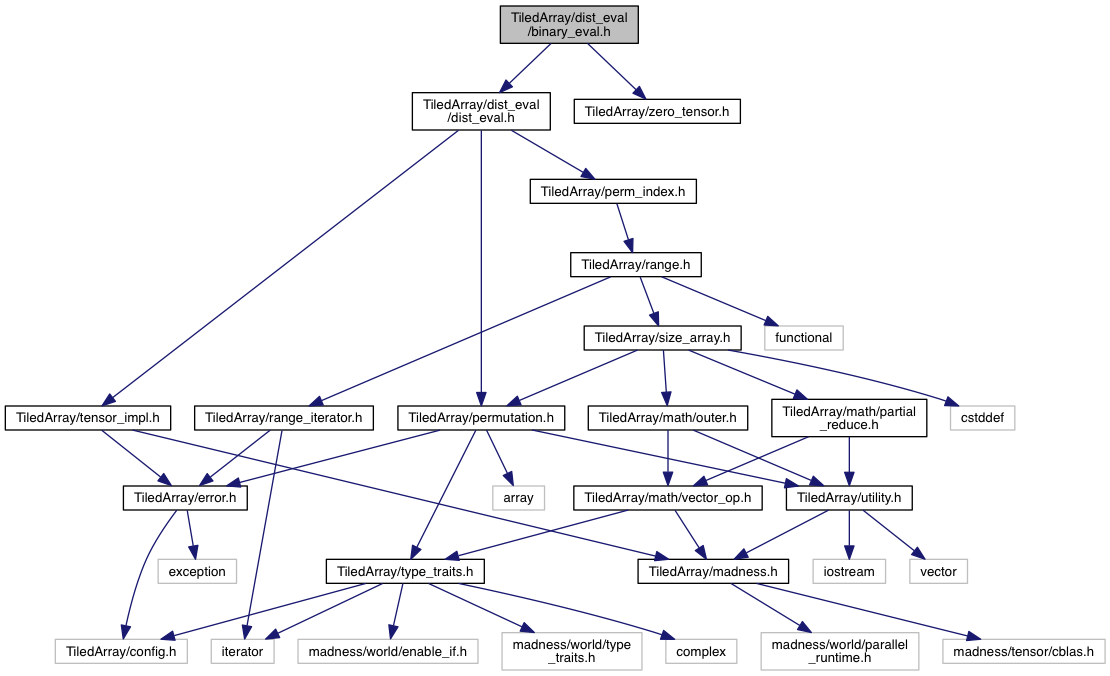 TiledArray/dist_eval
/binary_eval.h
TiledArray/dist_eval
/dist_eval.h
TiledArray/zero_tensor.h
TiledArray/perm_index.h
TiledArray/range.h
TiledArray/size_array.h
functional
TiledArray/tensor_impl.h
TiledArray/range_iterator.h
TiledArray/permutation.h
TiledArray/math/outer.h
TiledArray/math/partial
_reduce.h
cstddef
TiledArray/error.h
array
TiledArray/math/vector_op.h
TiledArray/utility.h
exception
TiledArray/type_traits.h
TiledArray/madness.h
iostream
vector
TiledArray/config.h
iterator
madness/world/enable_if.h
madness/world/type
_traits.h
complex
madness/world/parallel
_runtime.h
madness/tensor/cblas.h